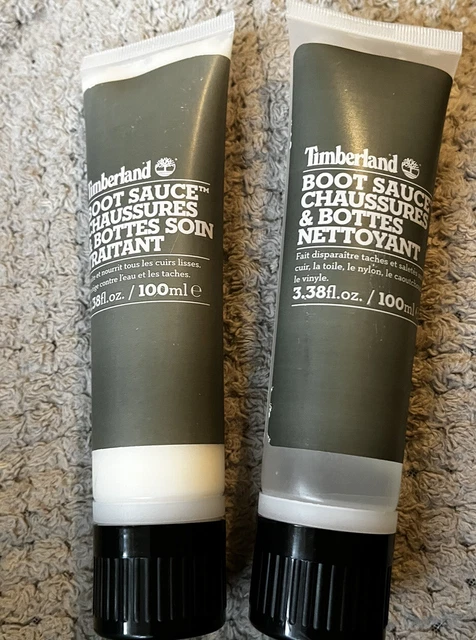 Timberland
BOOT SAUCE™
CHAUSSURES
BOTTES SOIN
TRAITANT
et nourrit tous les cuirs lisses.
contre l'eau et les taches.
3.38fl.oz. / 100ml ℮
Timberland
BOOT SAUCE
CHAUSSURES
& BOTTES
NETTOYANT
Fait disparaître taches et
cuir, la toile, le nylon, le
le vinyle.
3.38fl.oz. / 100ml